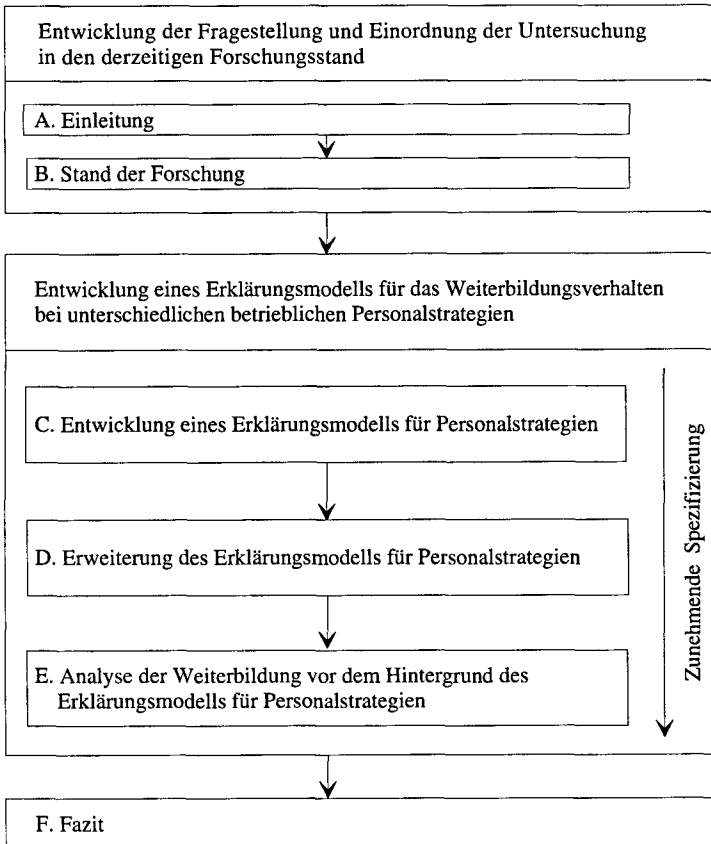 Entwicklung der Fragestellung und Einordnung der Untersuchung
in den derzeitigen Forschungsstand
A. Einleitung
B. Stand der Forschung
Entwicklung eines Erklärungsmodells für das Weiterbildungsverhalten
bei unterschiedlichen betrieblichen Personalstrategien
C. Entwicklung eines Erklärungsmodells für Personalstrategien
D. Erweiterung des Erklärungsmodells für Personalstrategien
E. Analyse der Weiterbildung vor dem Hintergrund des
Erklärungsmodells für Personalstrategien
Zunehmende Spezifizierung
F. Fazit